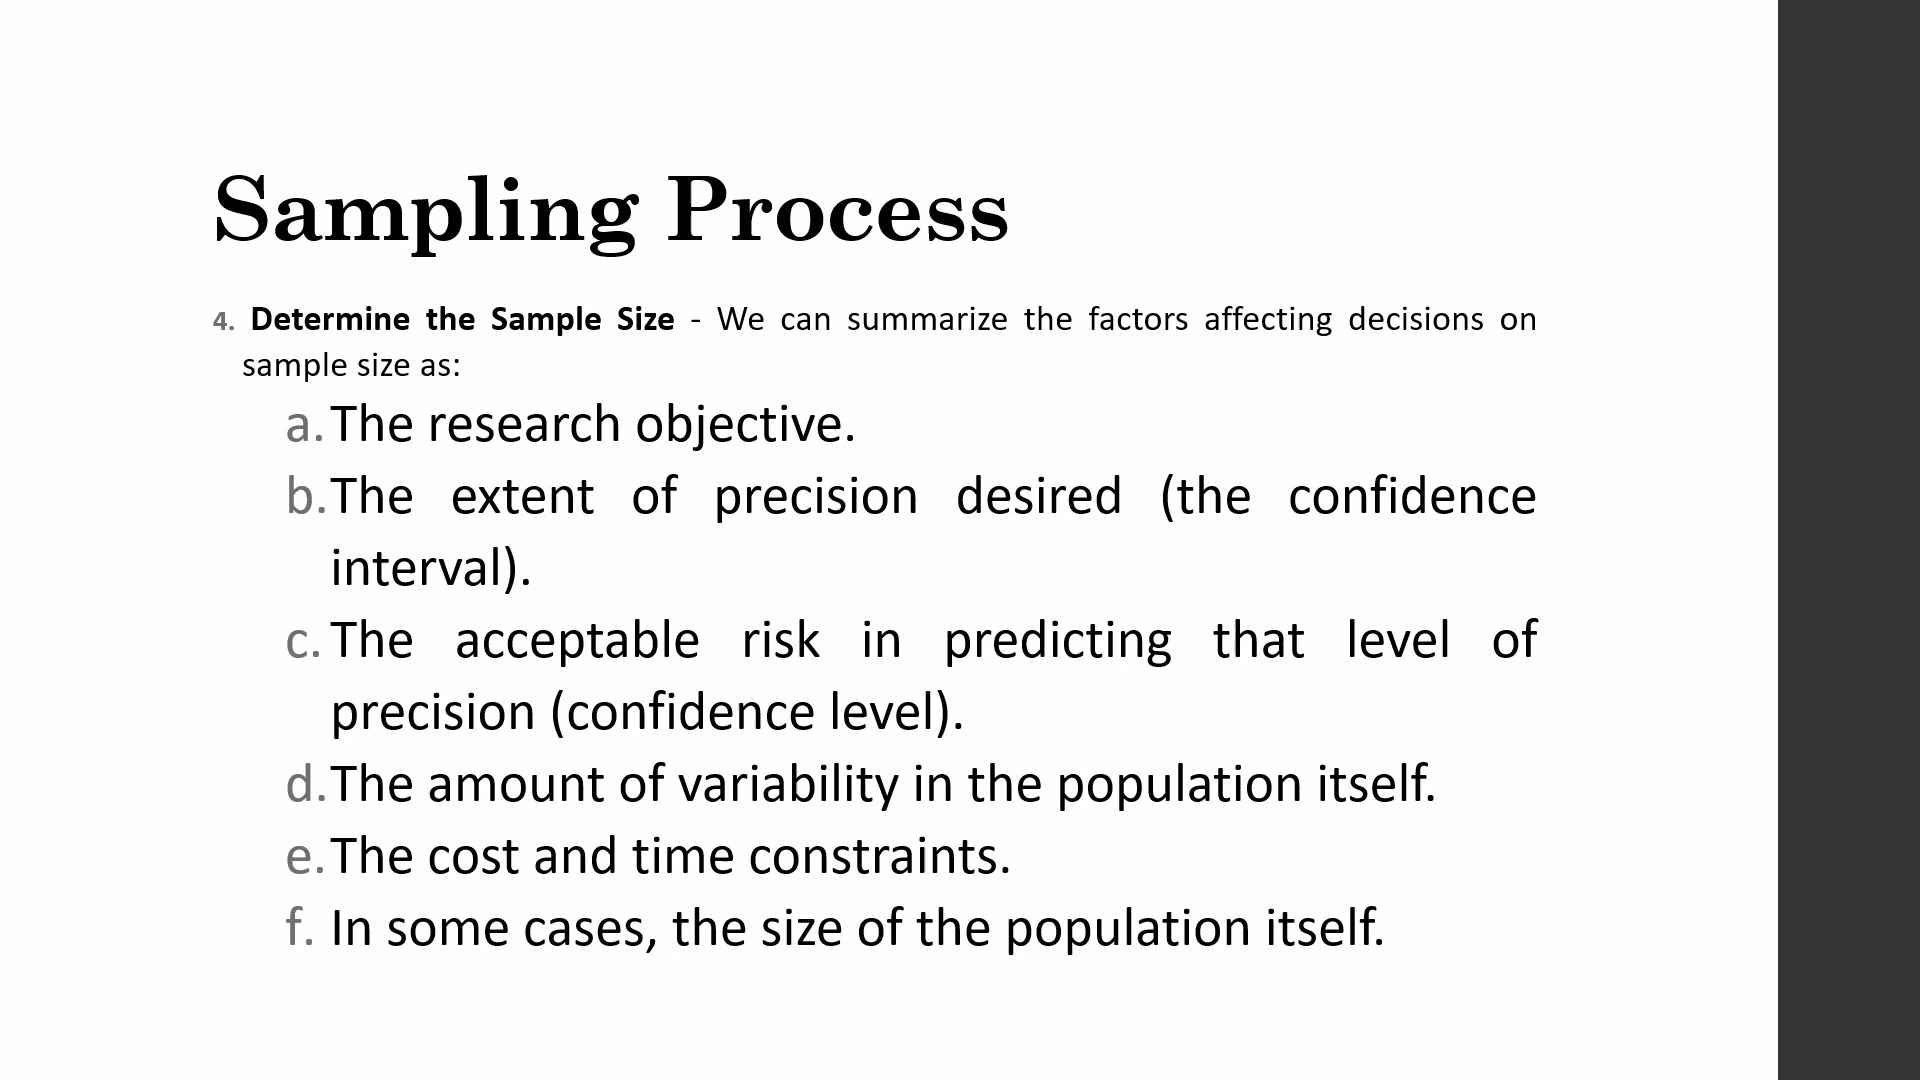 Sampling Process
4. Determine the Sample Size - We can summarize the factors affecting decisions on
sample size as:
a. The research objective.
b. The extent of precision desired (the confidence
interval).
c. The acceptable risk in predicting that level of
precision (confidence level).
d. The amount of variability in the population itself.
e. The cost and time constraints.
f. In some cases, the size of the population itself.